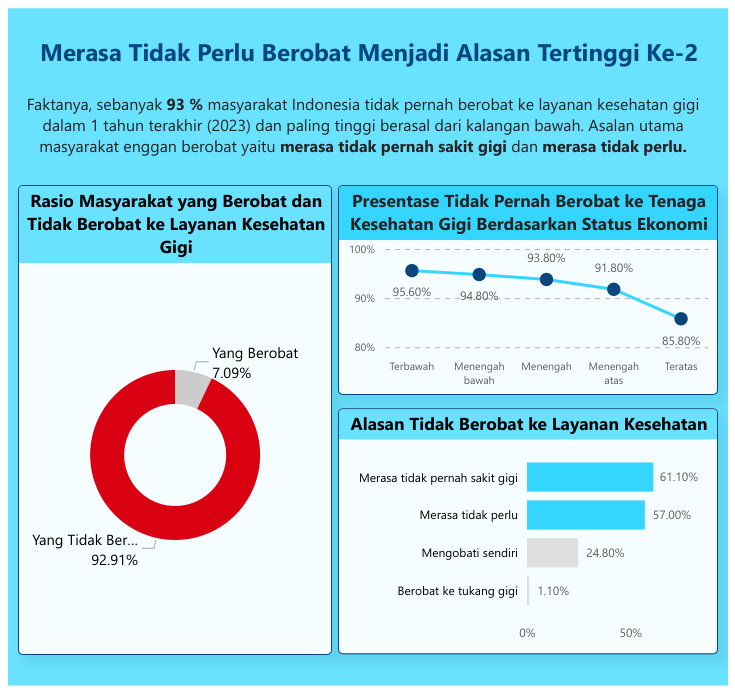 Merasa Tidak Perlu Berobat Menjadi Alasan Tertinggi Ke-2
Faktanya, sebanyak 93 % masyarakat Indonesia tidak pernah berobat ke layanan kesehatan gigi
dalam 1 tahun terakhir (2023) dan paling tinggi berasal dari kalangan bawah. Asalan utama
masyarakat enggan berobat yaitu merasa tidak pernah sakit gigi dan merasa tidak perlu.
Rasio Masyarakat yang Berobat dan
Tidak Berobat ke Layanan Kesehatan
Gigi
Yang Berobat
7.09%
Yang Tidak Ber...
92.91%
Presentase Tidak Pernah Berobat ke Tenaga
Kesehatan Gigi Berdasarkan Status Ekonomi
100%
90%
80%
95.60%
94.80%
93.80%
91.80%
85.80%
Terbawah
Menengah
bawah
Menengah
Menengah
atas
Teratas
Alasan Tidak Berobat ke Layanan Kesehatan
Merasa tidak pernah sakit gigi 61.10%
Merasa tidak perlu 57.00%
Mengobati sendiri 24.80%
Berobat ke tukang gigi 1.10%
0% 50%